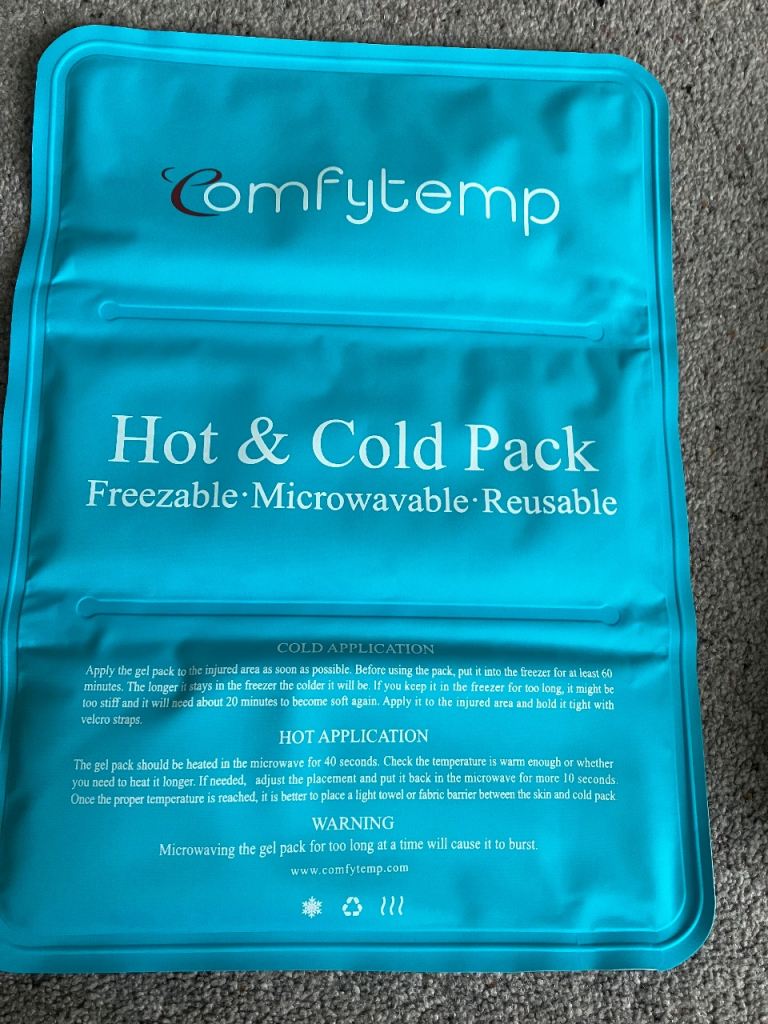 comfytemp
Hot & Cold Pack
Freezable·Microwavable·Reusable
COLD APPLICATION
Apply the gel pack to the injured area as soon as possible. Before using the pack, put it into the freezer for at least 60
minutes. The longer it stays in the freezer the colder it will be. If you keep it in the freezer for too long, it might be
too stiff and it will need about 20 minutes to become soft again. Apply it to the injured area and hold it tight with
velcro straps.
HOT APPLICATION
The gel pack should be heated in the microwave for 40 seconds. Check the temperature is warm enough or whether
you need to heat it longer. If needed, adjust the placement and put it back in the microwave for more 10 seconds.
Once the proper temperature is reached, it is better to place a light towel or fabric barrier between the skin and cold pack
WARNING
Microwaving the gel pack for too long at a time will cause it to burst.
www.comfytemp.com